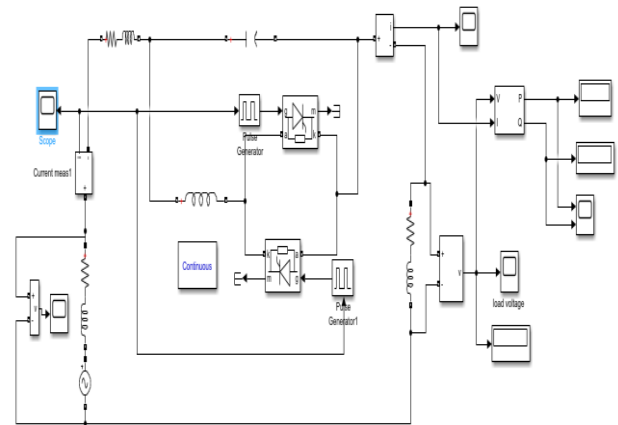 Scope
Current meas1
Pulse
Generator
g
m
a
k
Continuous
k
a
m
g
Pulse
Generator1
i
+
-
V
I
P
Q
+
-
v
load voltage
+
-
v